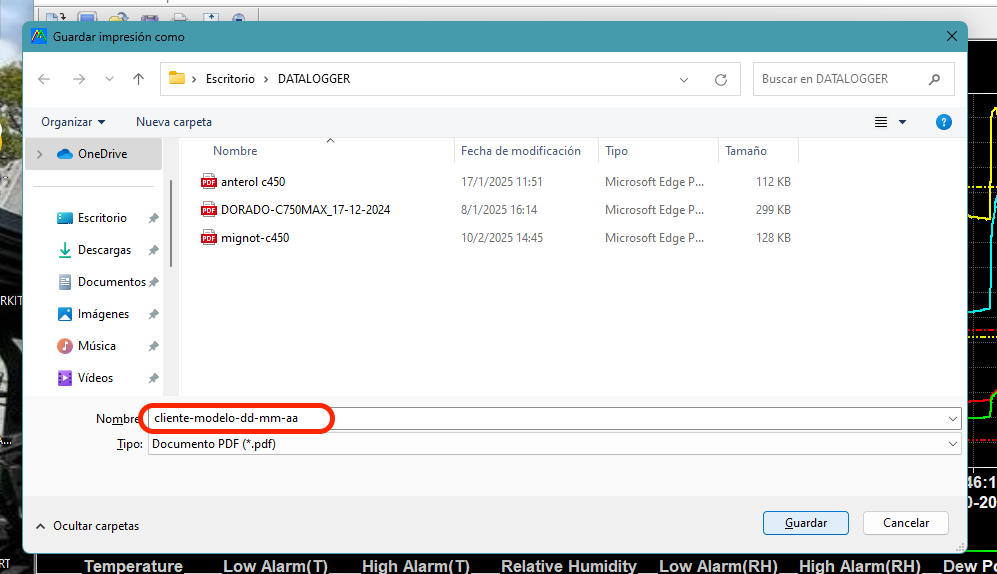 Guardar impresión como
Escritorio > DATALOGGER
Buscar en DATALOGGER
Organizar
Nueva carpeta
OneDrive
Nombre Fecha de modificación Tipo Tamaño
PDF anterol c450 17/1/2025 11:51 Microsoft Edge P... 112 KB
PDF DORADO-C750MAX_17-12-2024 8/1/2025 16:14 Microsoft Edge P... 299 KB
PDF mignot-c450 10/2/2025 14:45 Microsoft Edge P... 128 KB
Escritorio
Descargas
Documentos
Imágenes
Música
Vídeos
Nombre cliente-modelo-dd-mm-aa
Tipo: Documento PDF (*.pdf)
Ocultar carpetas
Guardar
Cancelar
46:1
0-20
RKIT
RT
Temperature Low Alarm(T) High Alarm(T) Relative Humidity Low Alarm(RH) High Alarm(RH) Dew Po